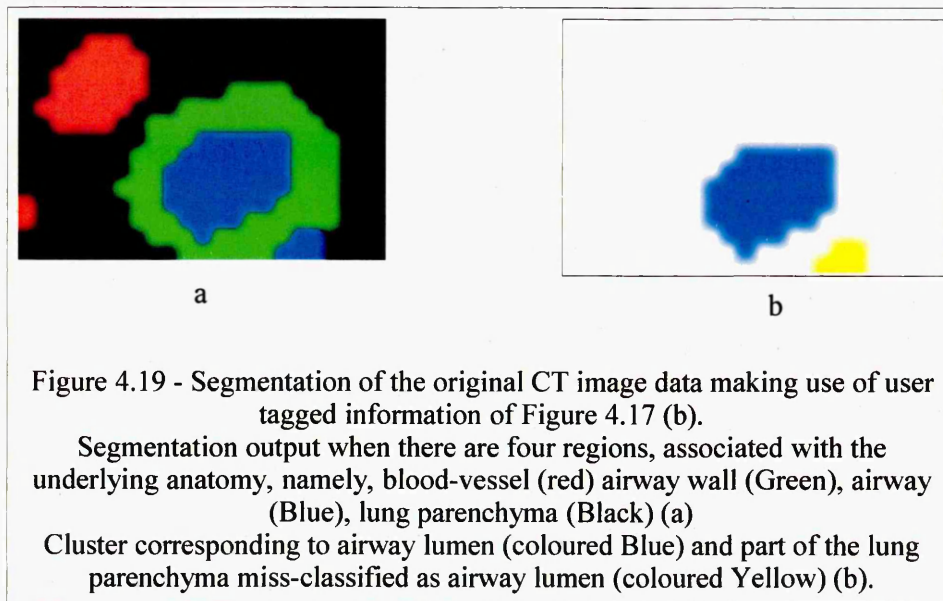 a
b
Figure 4.19 - Segmentation of the original CT image data making use of user
tagged information of Figure 4.17 (b).
Segmentation output when there are four regions, associated with the
underlying anatomy, namely, blood-vessel (red) airway wall (Green), airway
(Blue), lung parenchyma (Black) (a)
Cluster corresponding to airway lumen (coloured Blue) and part of the lung
parenchyma miss-classified as airway lumen (coloured Yellow) (b).